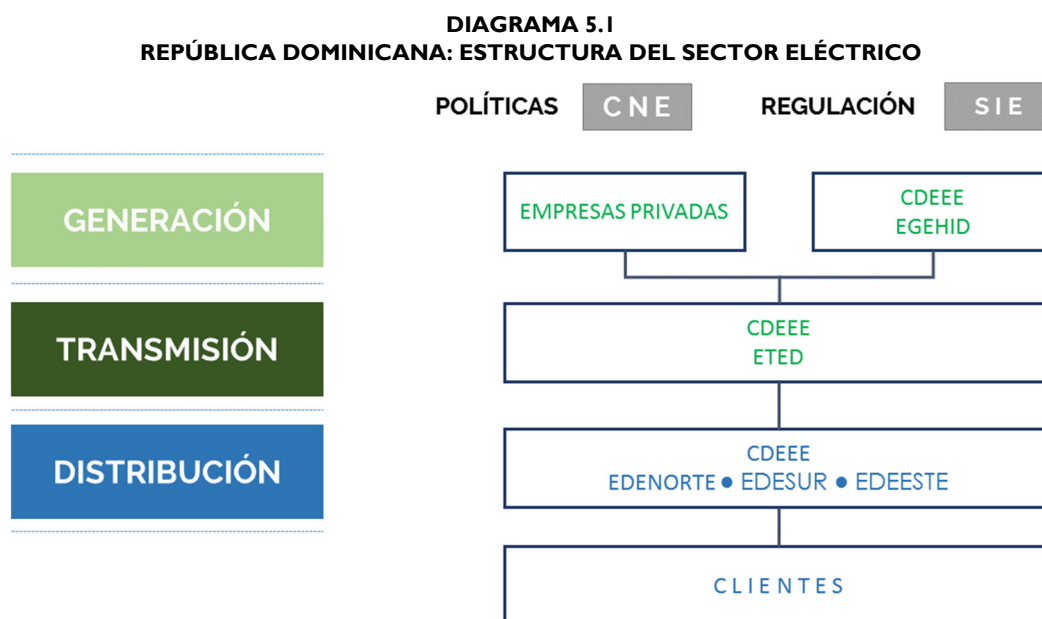 DIAGRAMA 5.1
REPÚBLICA DOMINICANA: ESTRUCTURA DEL SECTOR ELÉCTRICO
POLÍTICAS CNE REGULACIÓN SIE
GENERACIÓN
EMPRESAS PRIVADAS
CDEEE
EGEHID
TRANSMISIÓN
CDEEE
ETED
DISTRIBUCIÓN
CDEEE
EDENORTE ● EDESUR ● EDEESTE
CLIENTES